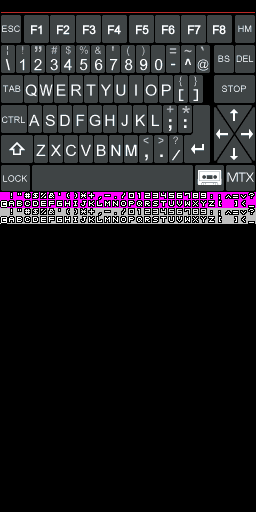 ESC F1 F2 F3 F4 F5 F6 F7 F8 HM
| ! " # $ % & ' ( ) = ~ `
\ 1 2 3 4 5 6 7 8 9 0 - ^ @ BS DEL
{ }
TAB Q W E R T Y U I O P [ ] STOP
+ *
CTRL A S D F G H J K L ; :
< > ?
Z X C V B N M , . /
LOCK MTX
!"#$%&'()*+,-./0123456789:;<=>?
@ABCDEFGHIJKLMNOPQRSTUVWXYZ[
!"#$%&'()*+,-./0123456789:;<=>?
@ABCDEFGHIJKLMNOPQRSTUVWXYZ[